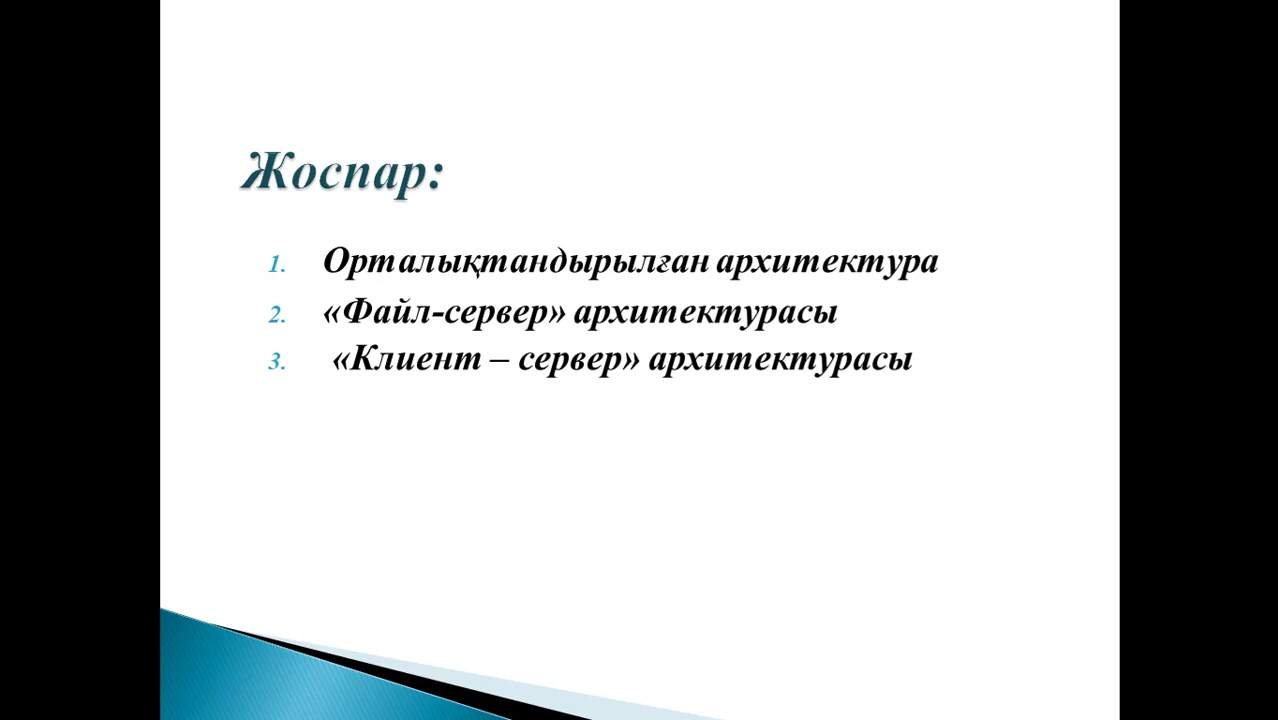 Жоспар:
1. Орталықтандырылған архитектура
2. «Файл-сервер» архитектурасы
3. «Клиент – сервер» архитектурасы